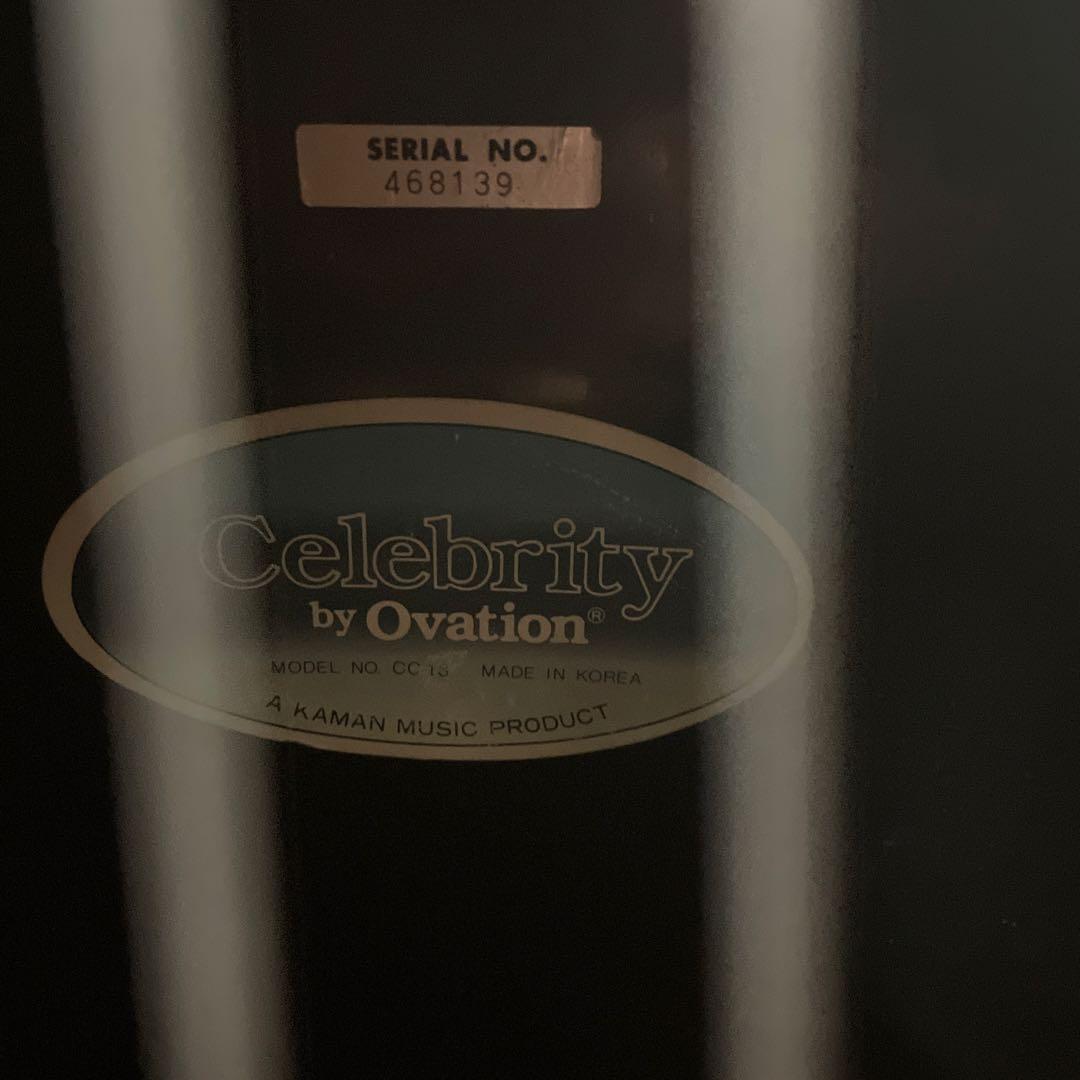 SERIAL NO.
468139
Celebrity
by Ovation®
MODEL NO. MADE IN KOREA
A KAMAN MUSIC PRODUCT